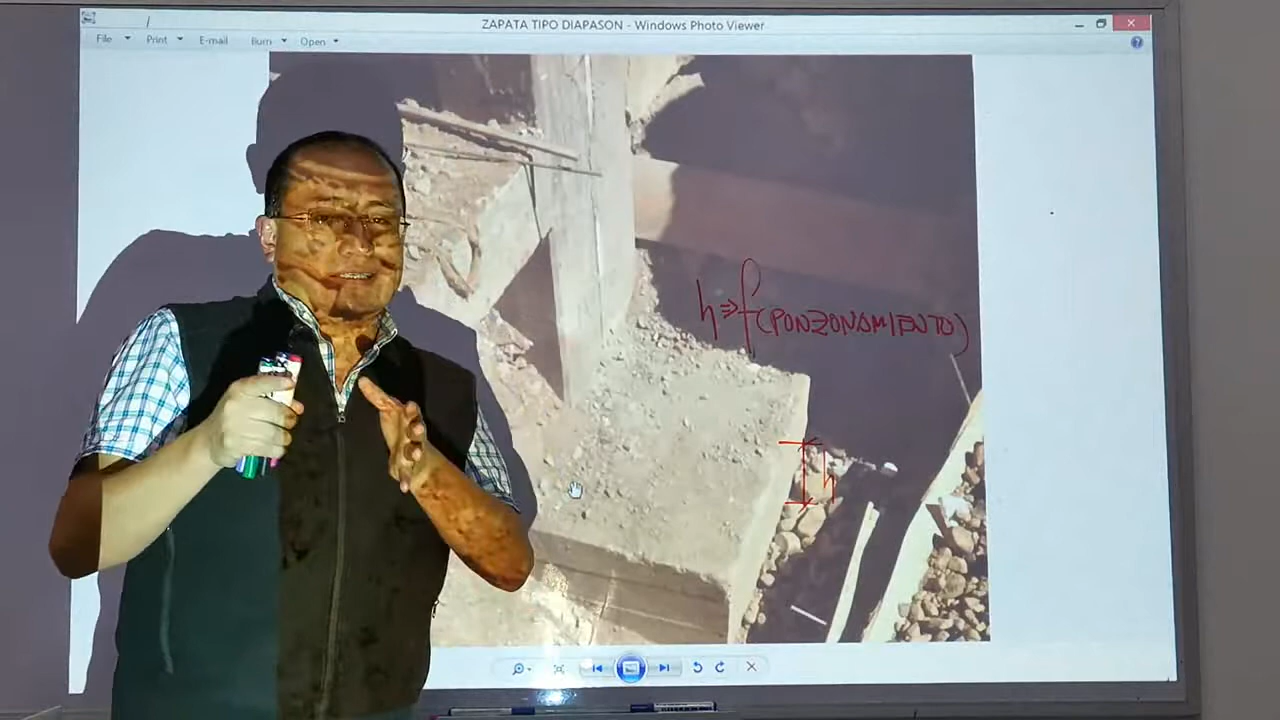 ZAPATA TIPO DIAPASON - Windows Photo Viewer
File Print E-mail Burn Open
h⇒f(PONZONAMIENTO)
h